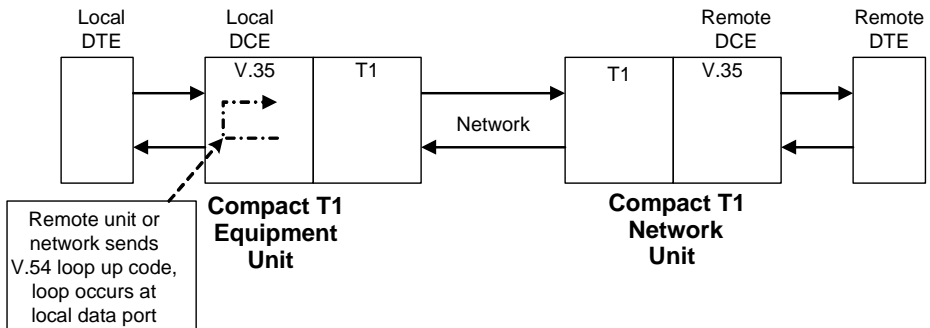 Local
DTE
Local
DCE
Remote
DCE
Remote
DTE
V.35
T1
T1
V.35
Network
Compact T1
Equipment
Unit
Compact T1
Network
Unit
Remote unit or
network sends
V.54 loop up code,
loop occurs at
local data port